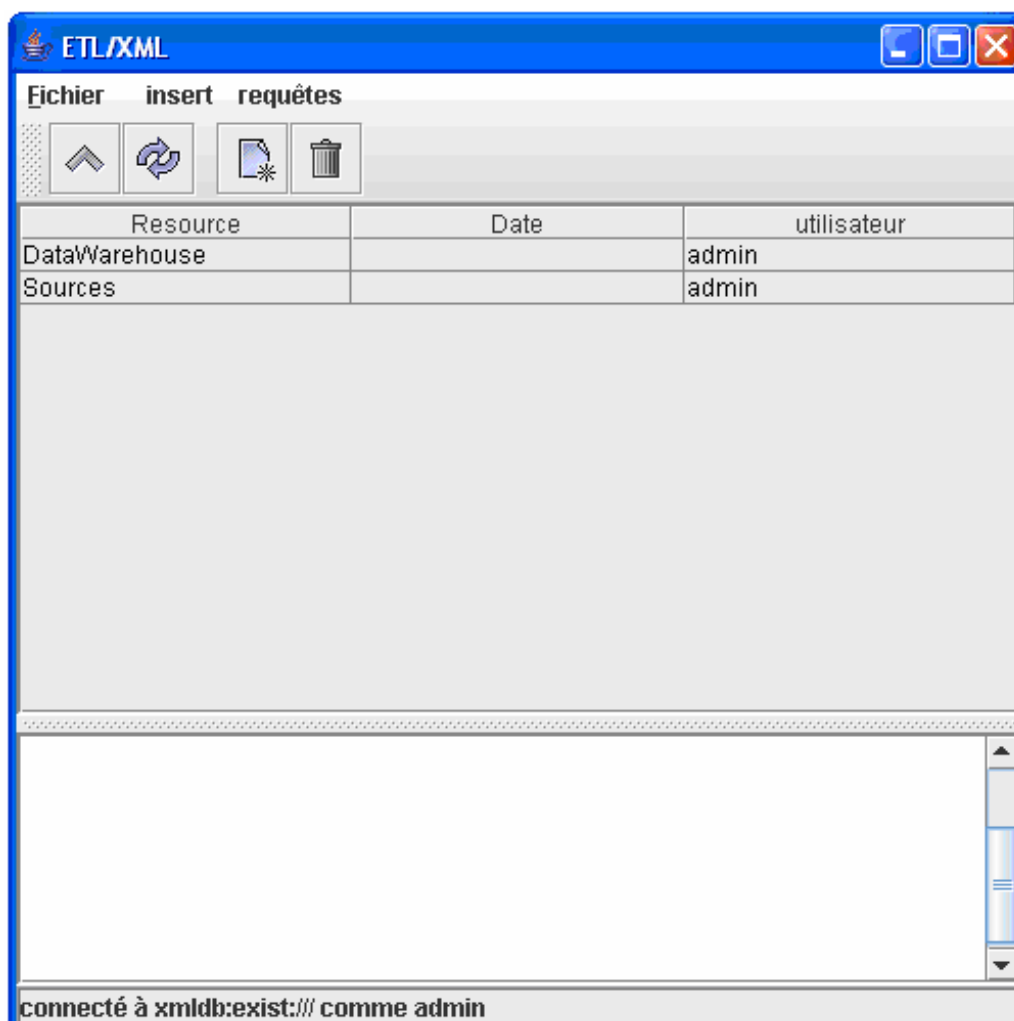 ETL/XML
Fichier insert requêtes
Resource Date utilisateur
DataWarehouse admin
Sources admin
connecté à xmldb:exist:/// comme admin